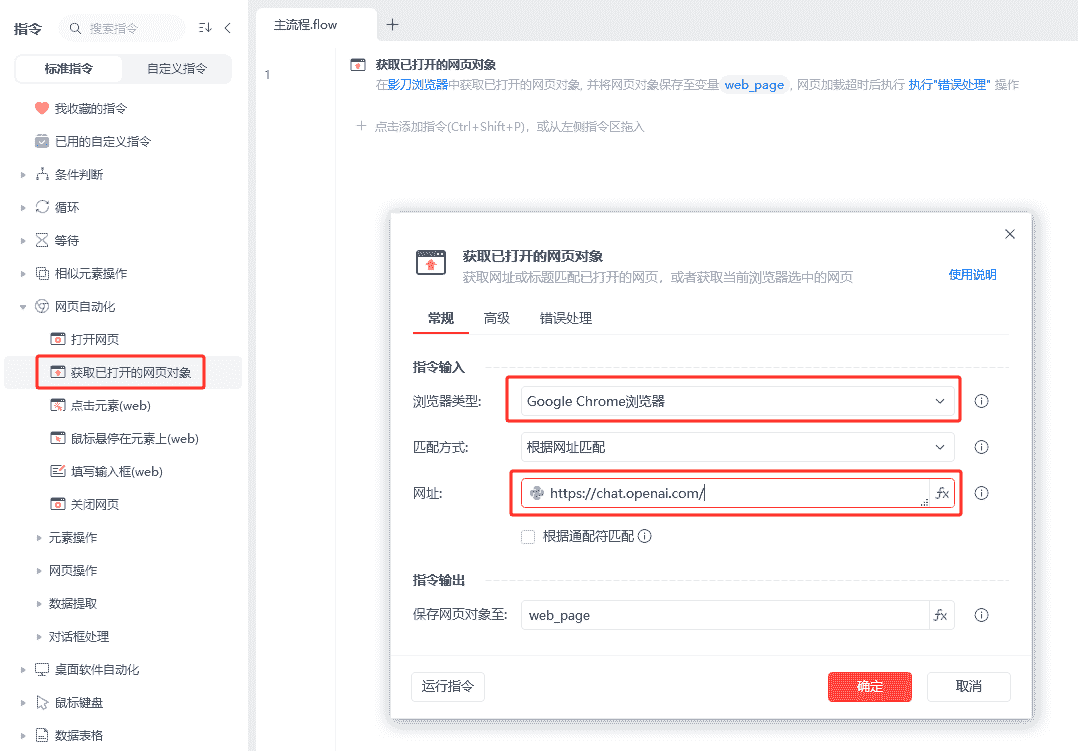 指令
搜索指令
标准指令
自定义指令
我收藏的指令
已用的自定义指令
条件判断
循环
等待
相似元素操作
网页自动化
打开网页
获取已打开的网页对象
点击元素(web)
鼠标悬停在元素上(web)
填写输入框(web)
关闭网页
元素操作
网页操作
数据提取
对话框处理
桌面软件自动化
鼠标键盘
数据表格
主流程.flow
1
获取已打开的网页对象
在影刀浏览器中获取已打开的网页对象, 并将网页对象保存至变量 web_page , 网页加载超时后执行 执行"错误处理" 操作
点击添加指令(Ctrl+Shift+P)，或从左侧指令区拖入
获取已打开的网页对象
获取网址或标题匹配已打开的网页，或者获取当前浏览器选中的网页
使用说明
常规
高级
错误处理
指令输入
浏览器类型:
Google Chrome浏览器
匹配方式:
根据网址匹配
网址:
https://chat.openai.com/
fx
根据通配符匹配
指令输出
保存网页对象至:
web_page
fx
运行指令
确定
取消